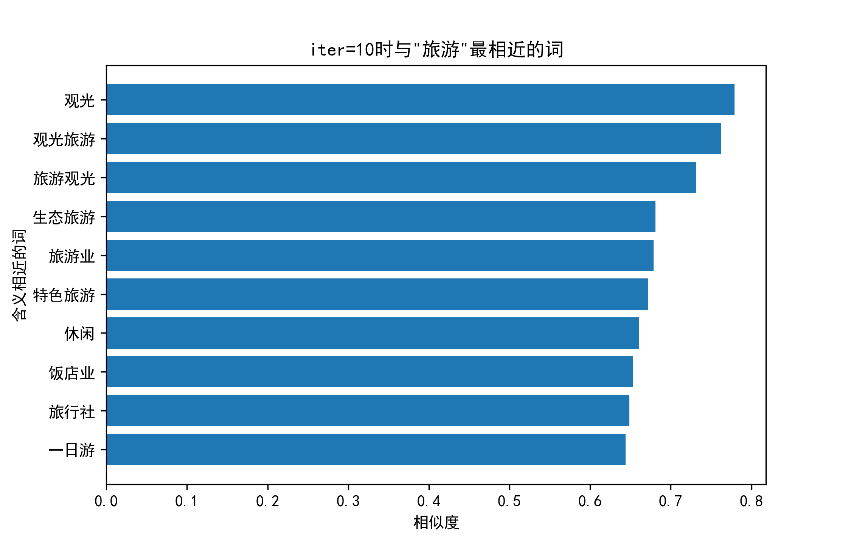 iter=10时与"旅游"最相近的词
含义相近的词
观光
观光旅游
旅游观光
生态旅游
旅游业
特色旅游
休闲
饭店业
旅行社
一日游
0.0 0.1 0.2 0.3 0.4 0.5 0.6 0.7 0.8
相似度